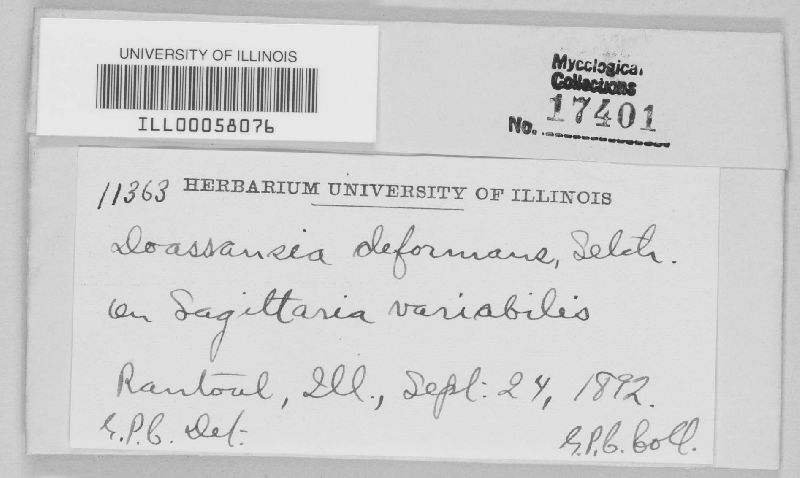 UNIVERSITY OF ILLINOIS
ILL00058076
Mycological
Collections
No. 17401
11363 HERBARIUM UNIVERSITY OF ILLINOIS
Doassansia deformans, Setch.
on Sagittaria variabilis
Rantoul, Ill., Sept. 24, 1892.
G.P.C. Det. G.P.C. Coll.